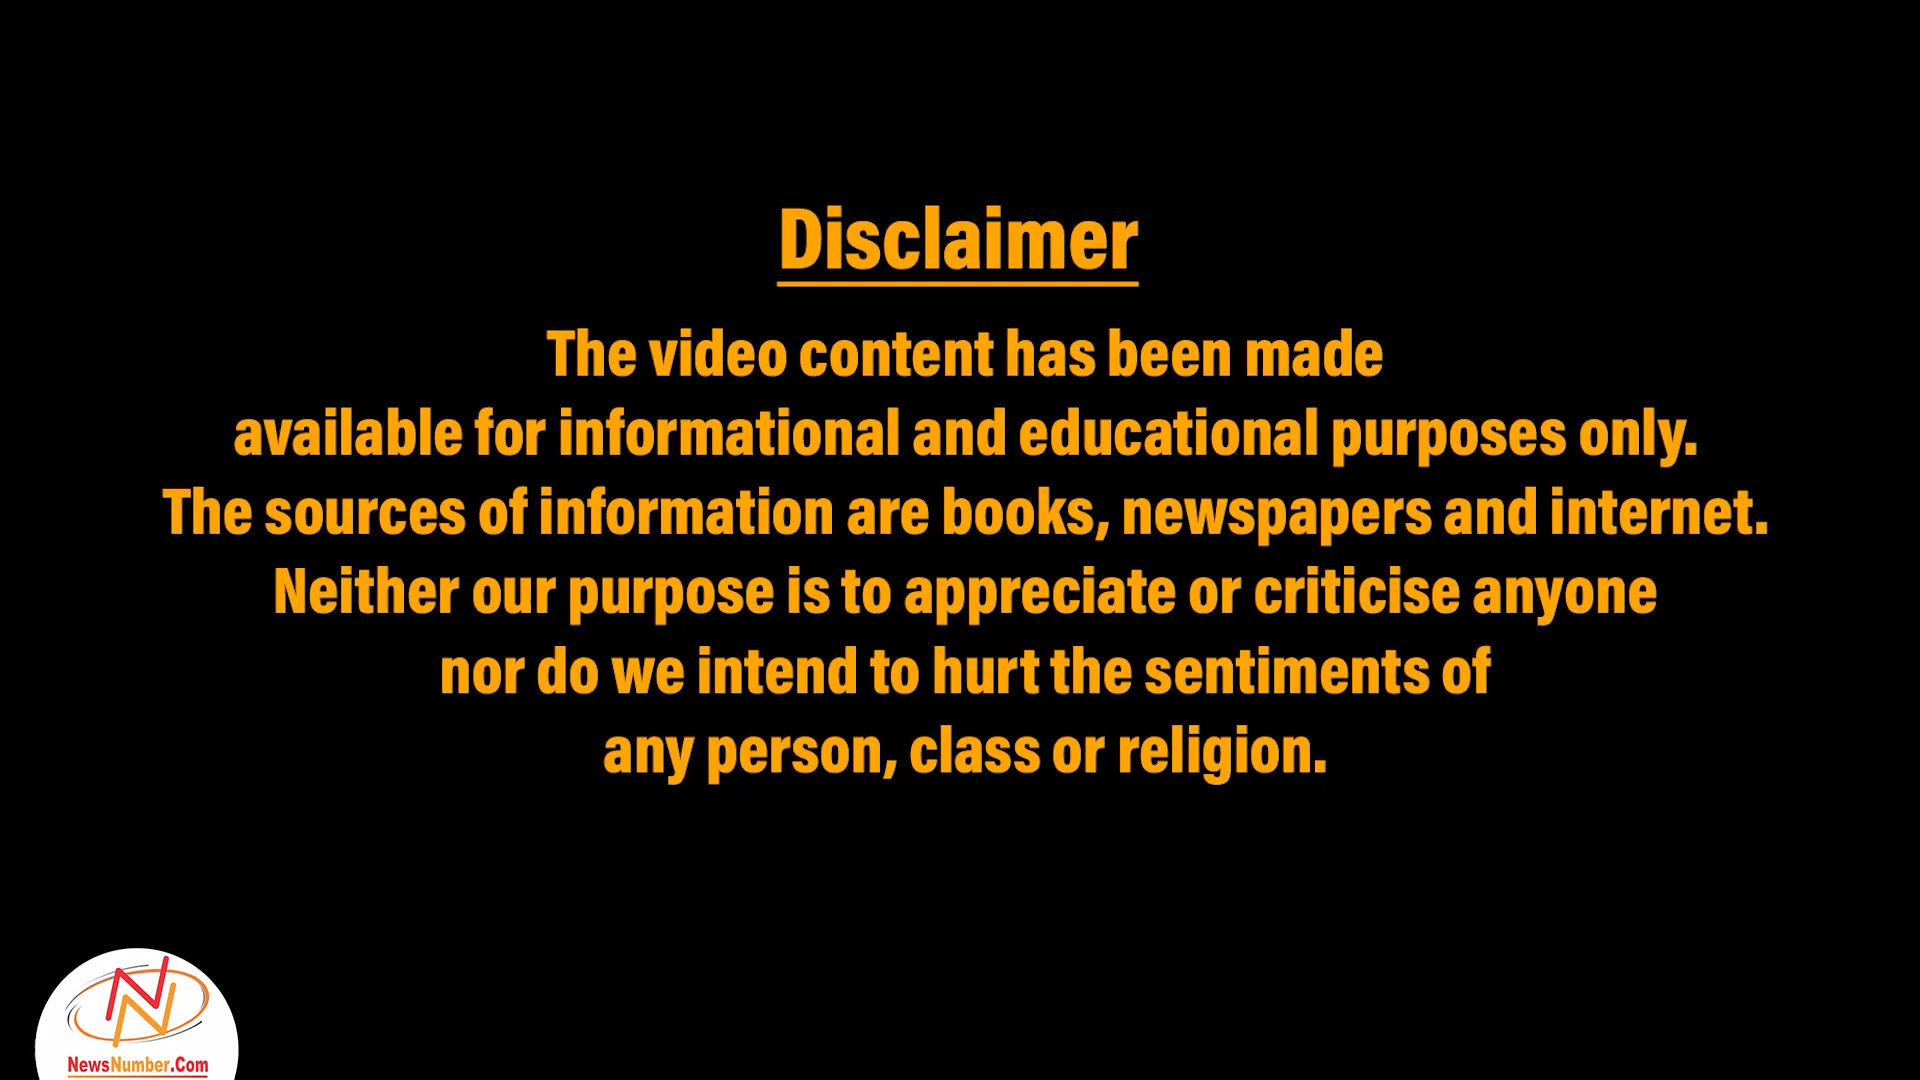 Disclaimer
The video content has been made
available for informational and educational purposes only.
The sources of information are books, newspapers and internet.
Neither our purpose is to appreciate or criticise anyone
nor do we intend to hurt the sentiments of
any person, class or religion.
NN
NewsNumber.Com